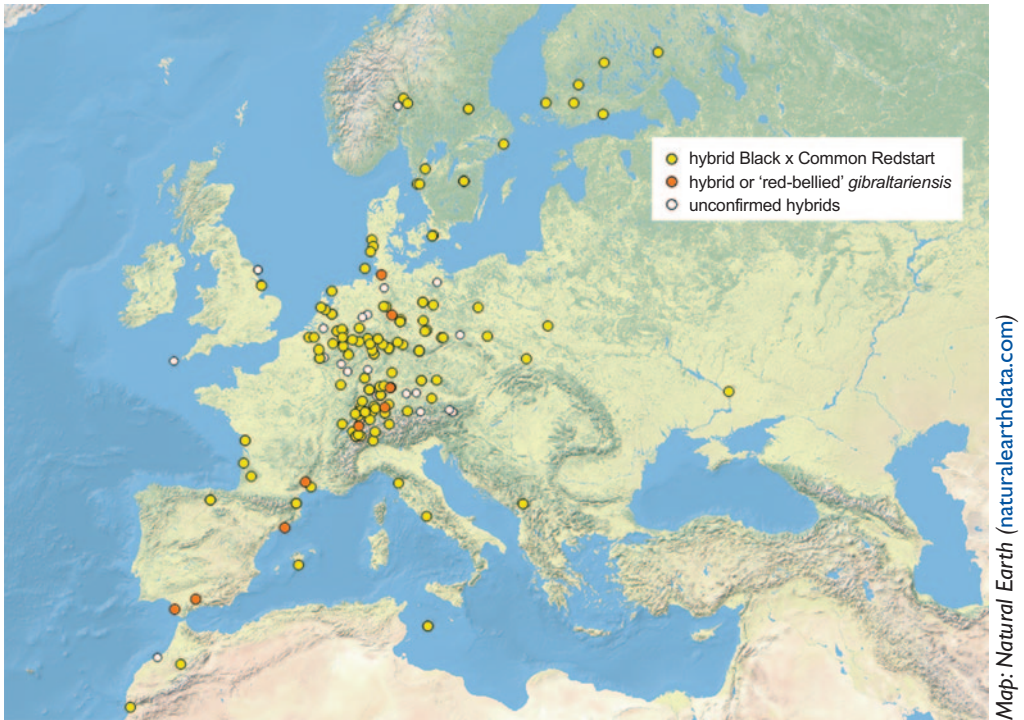 hybrid Black x Common Redstart
hybrid or ‘red-bellied’ gibraltariensis
unconfirmed hybrids
Map: Natural Earth (naturalearthdata.com)